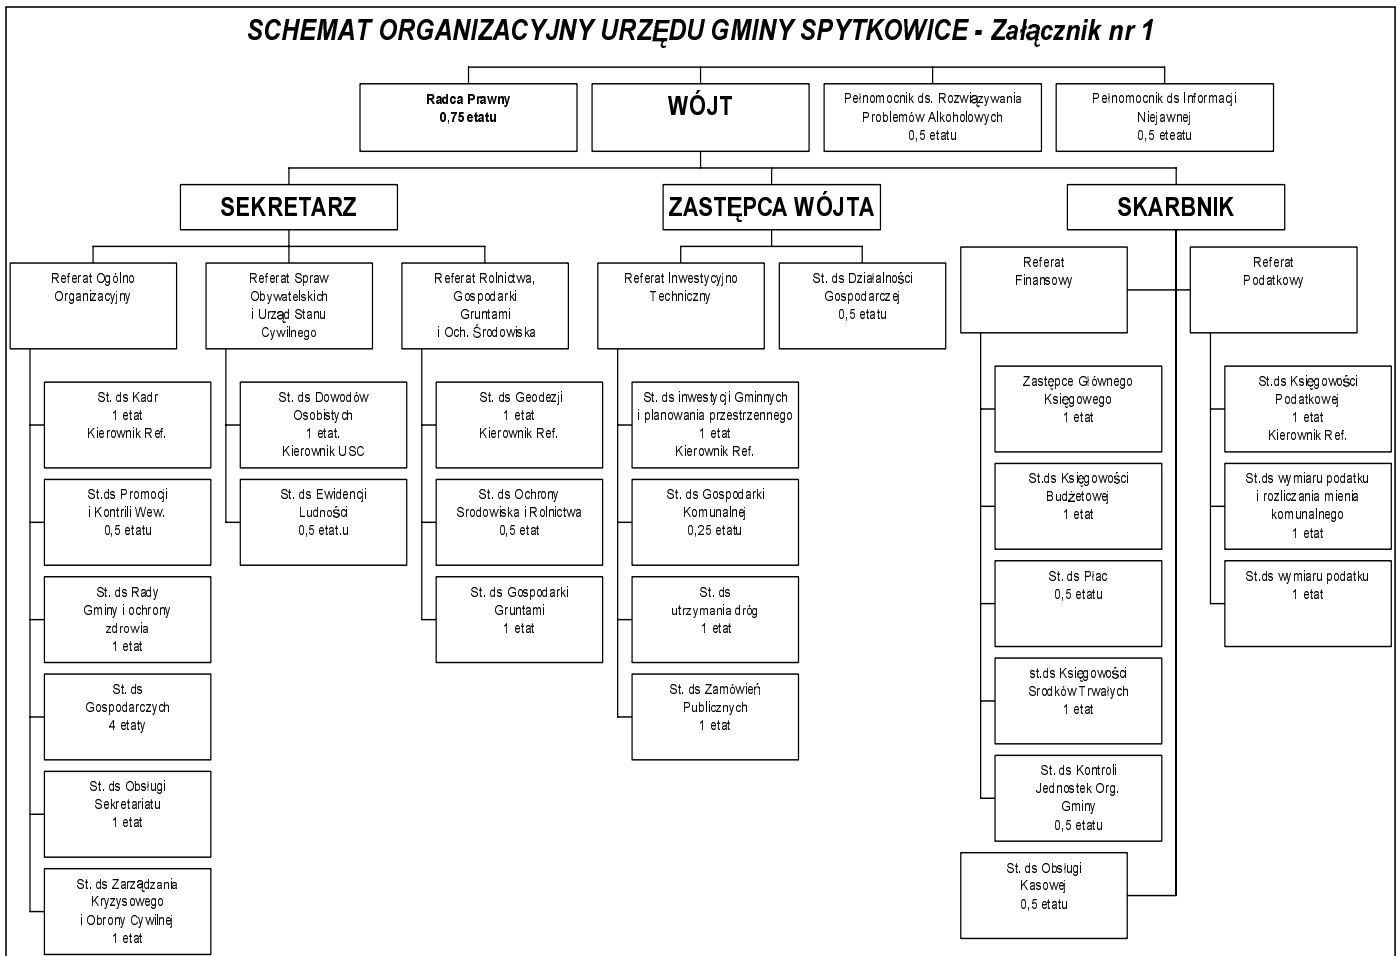 SCHEMAT ORGANIZACYJNY URZĘDU GMINY SPYTKOWICE - Załącznik nr 1
Radca Prawny
0,75 etatu
WÓJT
Pełnomocnik ds. Rozwiązywania
Problemów Alkoholowych
0,5 etatu
Pełnomocnik ds Informacji
Niejawnej
0,5 eteatu
SEKRETARZ
ZASTĘPCA WÓJTA
SKARBNIK
Referat Ogólno
Organizacyjny
Referat Spraw
Obywatelskich
i Urząd Stanu
Cywilnego
Referat Rolnictwa,
Gospodarki
Gruntami
i Och. Środowiska
Referat Inwestycyjno
Techniczny
St. ds Działalności
Gospodarczej
0,5 etatu
Referat
Finansowy
Referat
Podatkowy
St. ds Kadr
1 etat
Kierownik Ref.
St.ds Promocji
i Kontrili Wew.
0,5 etatu
St. ds Rady
Gminy i ochrony
zdrowia
1 etat
St. ds
Gospodarczych
4 etaty
St. ds Obsługi
Sekretariatu
1 etat
St. ds Zarządzania
Kryzysowego
i Obrony Cywilnej
1 etat
St. ds Dowodów
Osobistych
1 etat.
Kierownik USC
St. ds Ewidencji
Ludności
0,5 etat.u
St. ds Geodezji
1 etat
Kierownik Ref.
St. ds Ochrony
Srodowiska i Rolnictwa
0,5 etat
St. ds Gospodarki
Gruntami
1 etat
St. ds inwestycji Gminnych
i planowania przestrzennego
1 etat
Kierownik Ref.
St. ds Gospodarki
Komunalnej
0,25 etatu
St. ds
utrzymania dróg
1 etat
St. ds Zamówień
Publicznych
1 etat
Zastępce Głównego
Księgowego
1 etat
St.ds Księgowości
Budżetowej
1 etat
St. ds Płac
0,5 etatu
st.ds Księgowości
Srodków Trwałych
1 etat
St. ds Kontroli
Jednostek Org.
Gminy
0,5 etatu
St. ds Obsługi
Kasowej
0,5 etatu
St.ds Księgowości
Podatkowej
1 etat
Kierownik Ref.
St.ds wymiaru podatku
i rozliczania mienia
komunalnego
1 etat
St.ds wymiaru podatku
1 etat